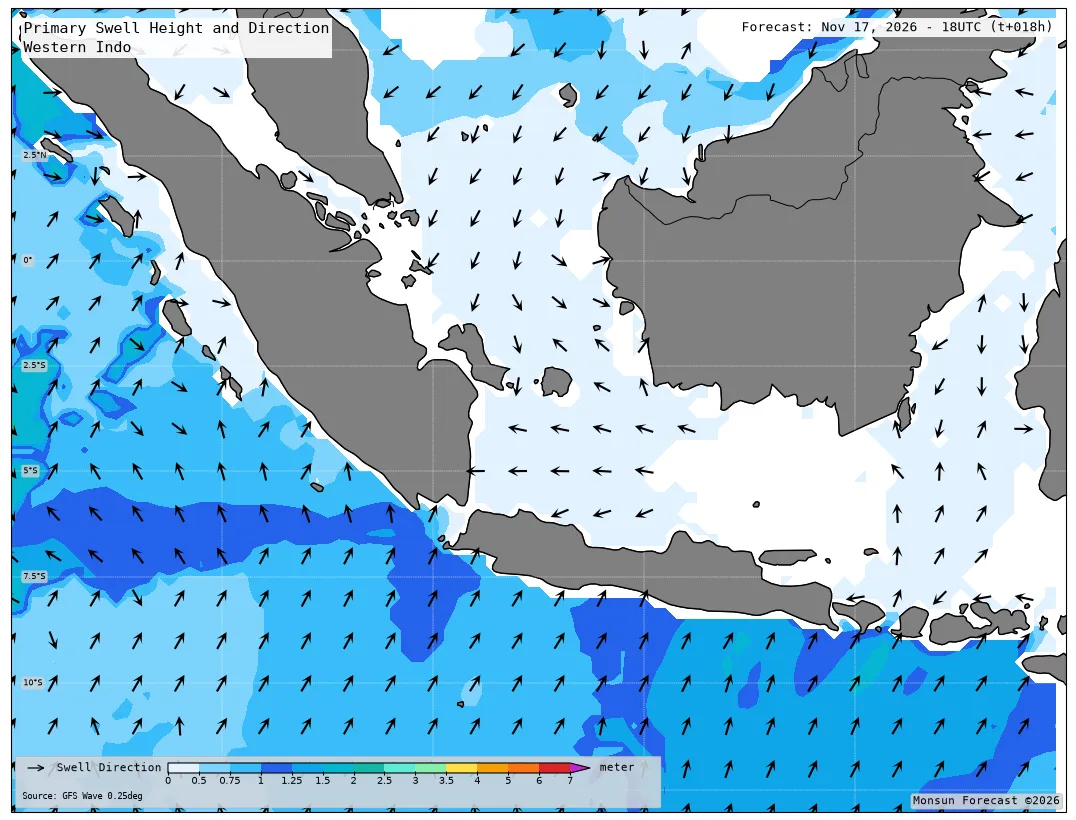 Primary Swell Height and Direction
Western Indo
Forecast: Nov 17, 2026 - 18UTC (t+018h)
2.5°N
0°
2.5°S
5°S
7.5°S
10°S
Swell Direction
0 0.5 0.75 1 1.25 1.5 2 2.5 3 3.5 4 5 6 7
meter
Source: GFS Wave 0.25deg
Monsun Forecast ©2026